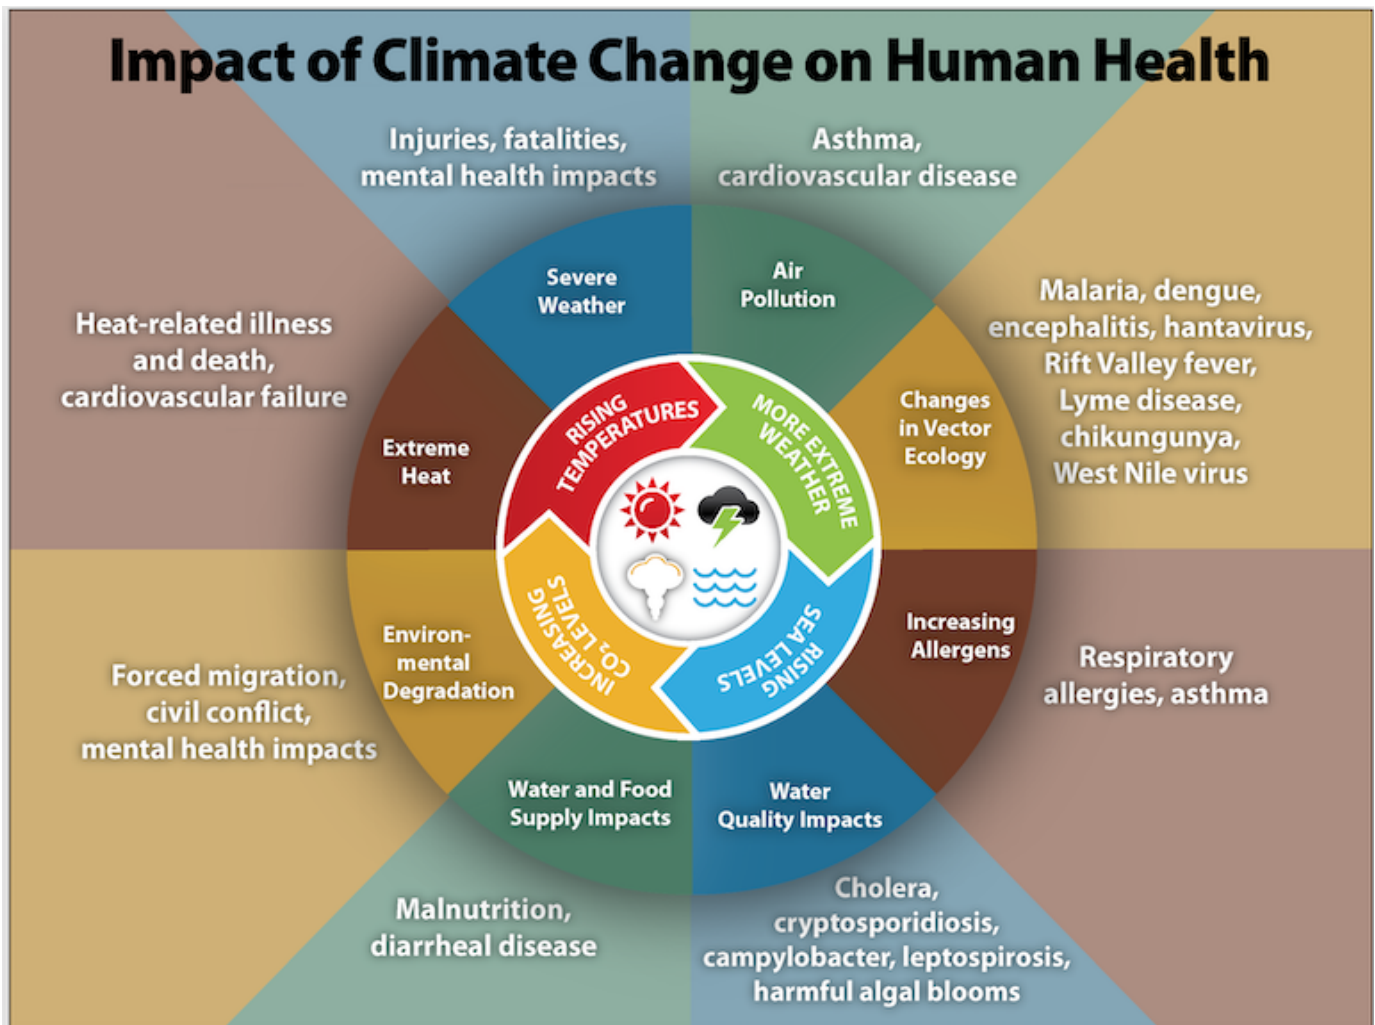 Impact of Climate Change on Human Health
Injuries, fatalities,
mental health impacts
Asthma,
cardiovascular disease
Severe
Weather
Air
Pollution
Malaria, dengue,
encephalitis, hantavirus,
Rift Valley fever,
Lyme disease,
chikungunya,
West Nile virus
Heat-related illness
and death,
cardiovascular failure
Extreme
Heat
Changes
in Vector
Ecology
RISING
TEMPERATURES
MORE EXTREME
WEATHER
INCREASING
CO₂ LEVELS
RISING
SEA LEVELS
Environ-
mental
Degradation
Increasing
Allergens
Forced migration,
civil conflict,
mental health impacts
Respiratory
allergies, asthma
Water and Food
Supply Impacts
Water
Quality Impacts
Malnutrition,
diarrheal disease
Cholera,
cryptosporidiosis,
campylobacter, leptospirosis,
harmful algal blooms